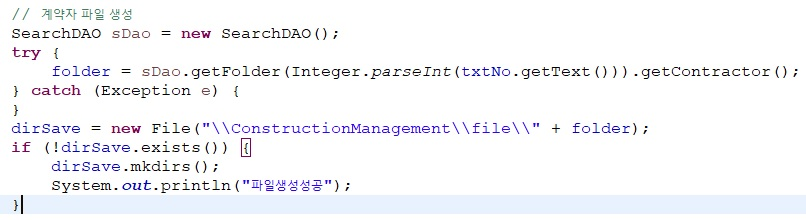 // 계약자 파일 생성
SearchDAO sDao = new SearchDAO();
try {
    folder = sDao.getFolder(Integer.parseInt(txtNo.getText())).getContractor();
} catch (Exception e) {
}
dirSave = new File("\\ConstructionManagement\\file\\" + folder);
if (!dirSave.exists()) {
    dirSave.mkdirs();
    System.out.println("파일생성성공");
}